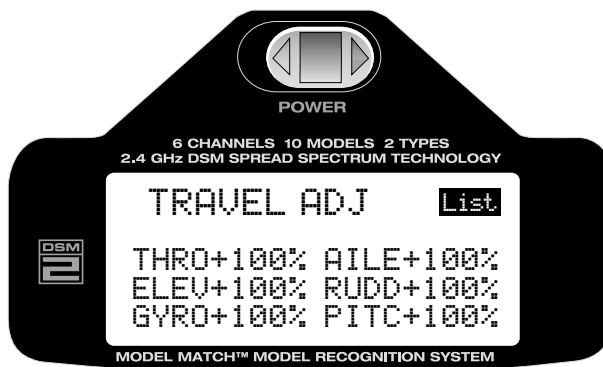 POWER
6 CHANNELS 10 MODELS 2 TYPES
2.4 GHz DSM SPREAD SPECTRUM TECHNOLOGY
TRAVEL ADJ List
DSM
2
THRO+100% AILE+100%
ELEV+100% RUDD+100%
GYRO+100% PITC+100%
MODEL MATCH™ MODEL RECOGNITION SYSTEM